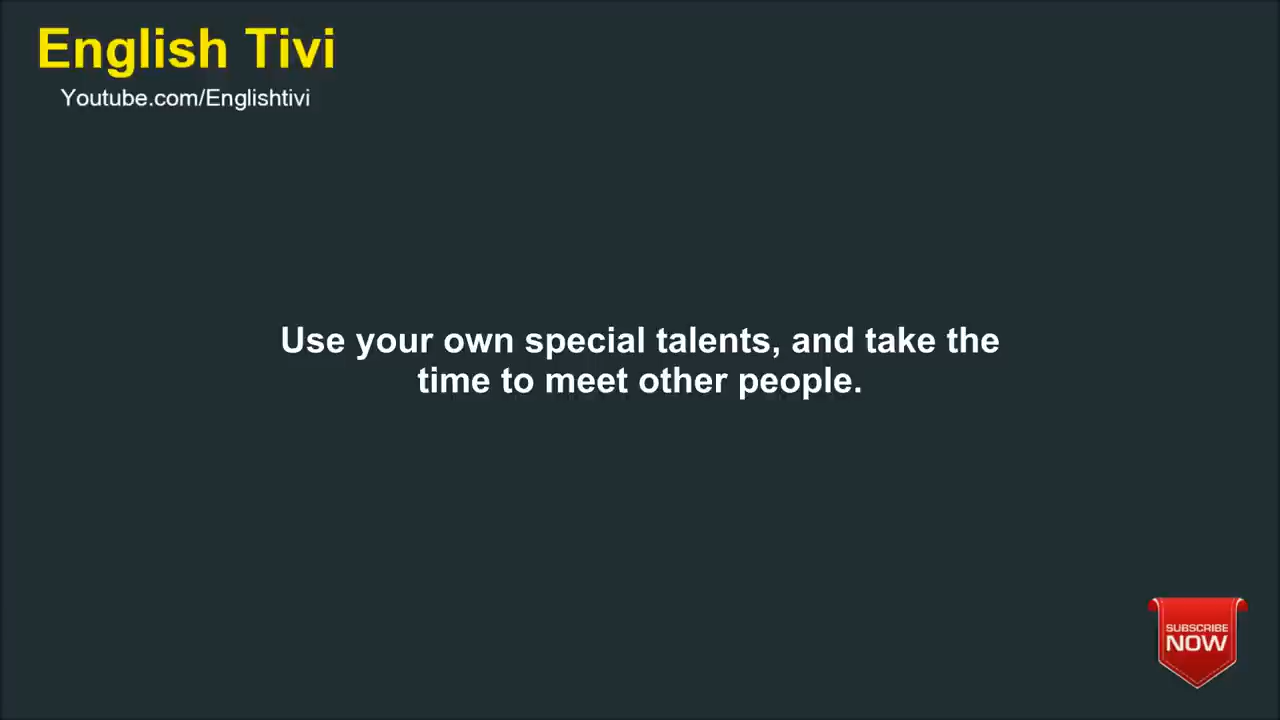 English Tivi
Youtube.com/Englishtivi
Use your own special talents, and take the
time to meet other people.
SUBSCRIBE
NOW